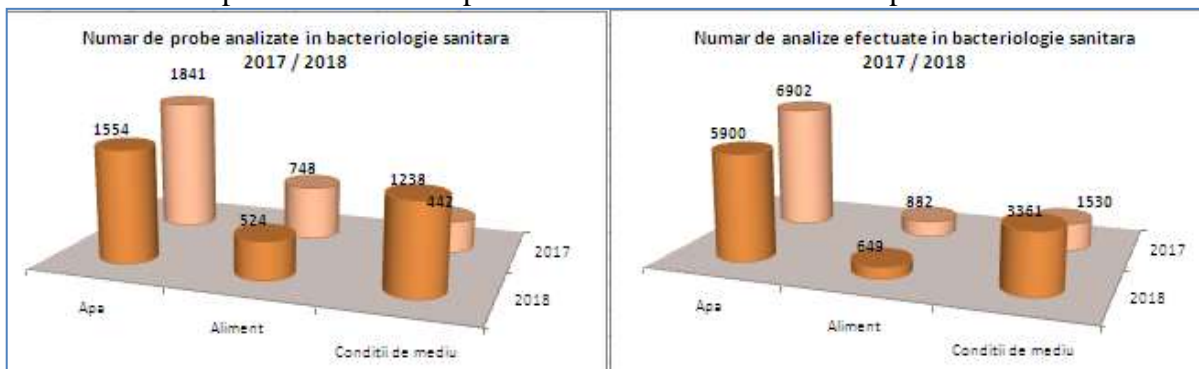 Numar de probe analizate in bacteriologie sanitara
2017 / 2018
1841
1554
748
1238
442
524
2017
2018
Apa
Aliment
Conditii de mediu
Numar de analize efectuate in bacteriologie sanitara
2017 / 2018
6902
5900
882
1530
3361
649
2017
2018
Apa
Aliment
Conditii de mediu